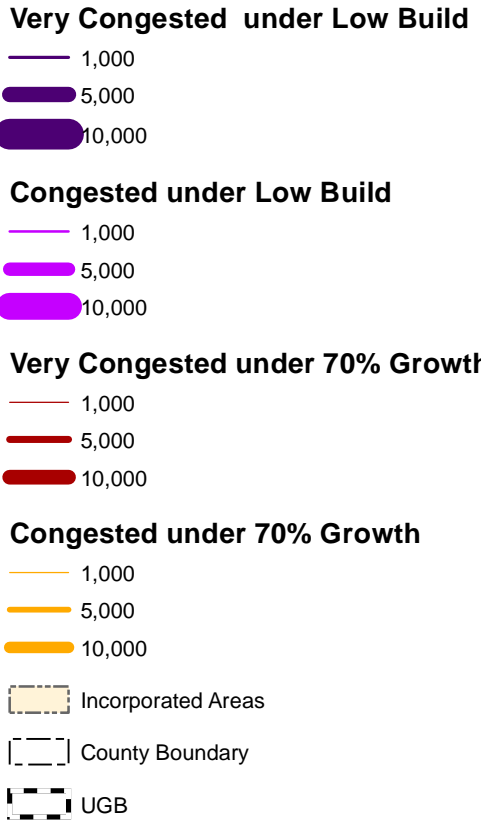 Very Congested under Low Build
1,000
5,000
10,000
Congested under Low Build
1,000
5,000
10,000
Very Congested under 70% Growth
1,000
5,000
10,000
Congested under 70% Growth
1,000
5,000
10,000
Incorporated Areas
County Boundary
UGB